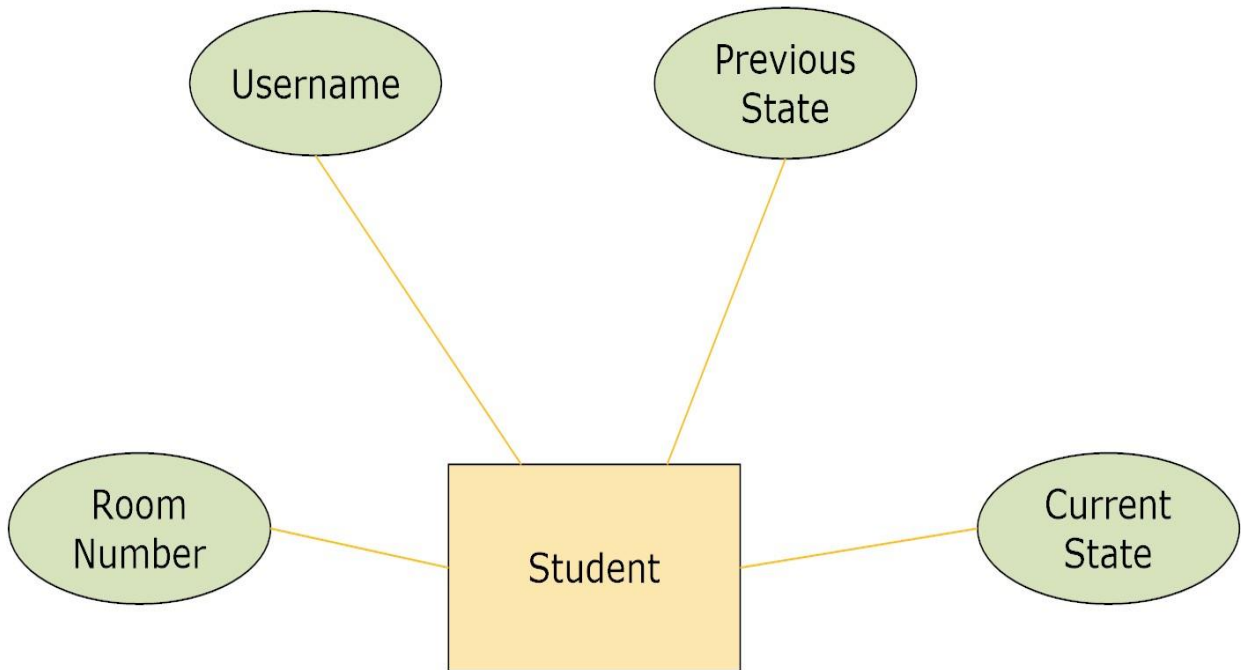 Username
Previous
State
Room
Number
Student
Current
State